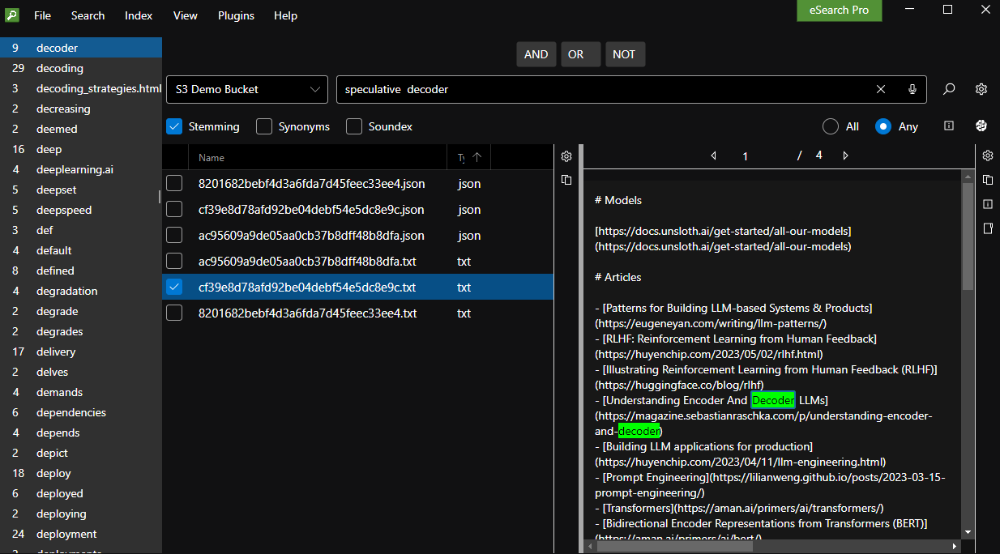 File Search Index View Plugins Help
eSearch Pro
9 decoder
29 decoding
3 decoding_strategies.html
2 decreasing
2 deemed
16 deep
4 deeplearning.ai
5 deepset
5 deepspeed
3 def
4 default
8 defined
4 degradation
2 degrade
2 degrades
17 delivery
2 delves
4 demands
6 dependencies
4 depends
2 depict
18 deploy
6 deployed
2 deploying
24 deployment
AND OR NOT
S3 Demo Bucket
speculative decoder
Stemming Synonyms Soundex
All Any
Name Ty
8201682bebf4d3a6fda7d45feec33ee4.json json
cf39e8d78afd92be04debf54e5dc8e9c.json json
ac95609a9de05aa0cb37b8dff48b8dfa.json json
ac95609a9de05aa0cb37b8dff48b8dfa.txt txt
cf39e8d78afd92be04debf54e5dc8e9c.txt txt
8201682bebf4d3a6fda7d45feec33ee4.txt txt
1 / 4
# Models
[https://docs.unsloth.ai/get-started/all-our-models]
(https://docs.unsloth.ai/get-started/all-our-models)
# Articles
- [Patterns for Building LLM-based Systems & Products]
(https://eugeneyan.com/writing/llm-patterns/)
- [RLHF: Reinforcement Learning from Human Feedback]
(https://huyenchip.com/2023/05/02/rlhf.html)
- [Illustrating Reinforcement Learning from Human Feedback (RLHF)]
(https://huggingface.co/blog/rlhf)
- [Understanding Encoder And Decoder LLMs]
(https://magazine.sebastianraschka.com/p/understanding-encoder-
and-decoder)
- [Building LLM applications for production]
(https://huyenchip.com/2023/04/11/llm-engineering.html)
- [Prompt Engineering](https://lilianweng.github.io/posts/2023-03-15-
prompt-engineering/)
- [Transformers](https://aman.ai/primers/ai/transformers/)
- [Bidirectional Encoder Representations from Transformers (BERT)]
(https://aman.ai/primers/ai/bert/)